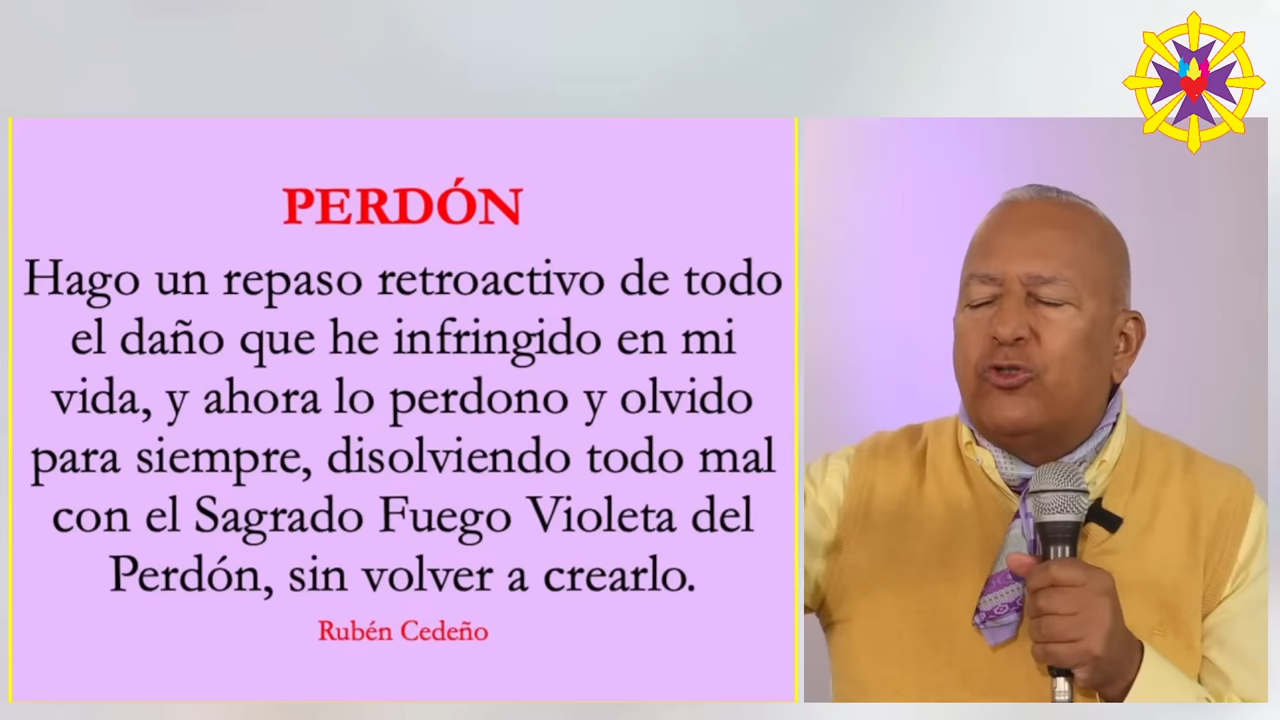 PERDÓN
Hago un repaso retroactivo de todo
el daño que he infringido en mi
vida, y ahora lo perdono y olvido
para siempre, disolviendo todo mal
con el Sagrado Fuego Violeta del
Perdón, sin volver a crearlo.
Rubén Cedeño